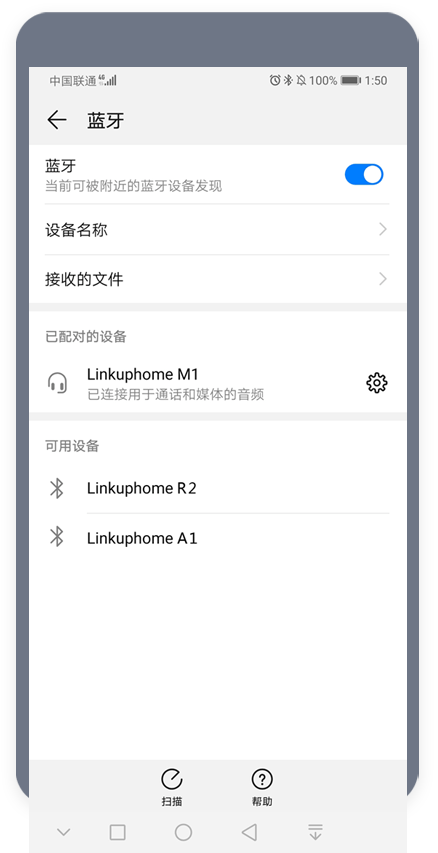 中国联通 4G 100% 1:50
蓝牙
蓝牙
当前可被附近的蓝牙设备发现
设备名称
接收的文件
已配对的设备
Linkuphome M1
已连接用于通话和媒体的音频
可用设备
Linkuphome R2
Linkuphome A1
扫描 帮助